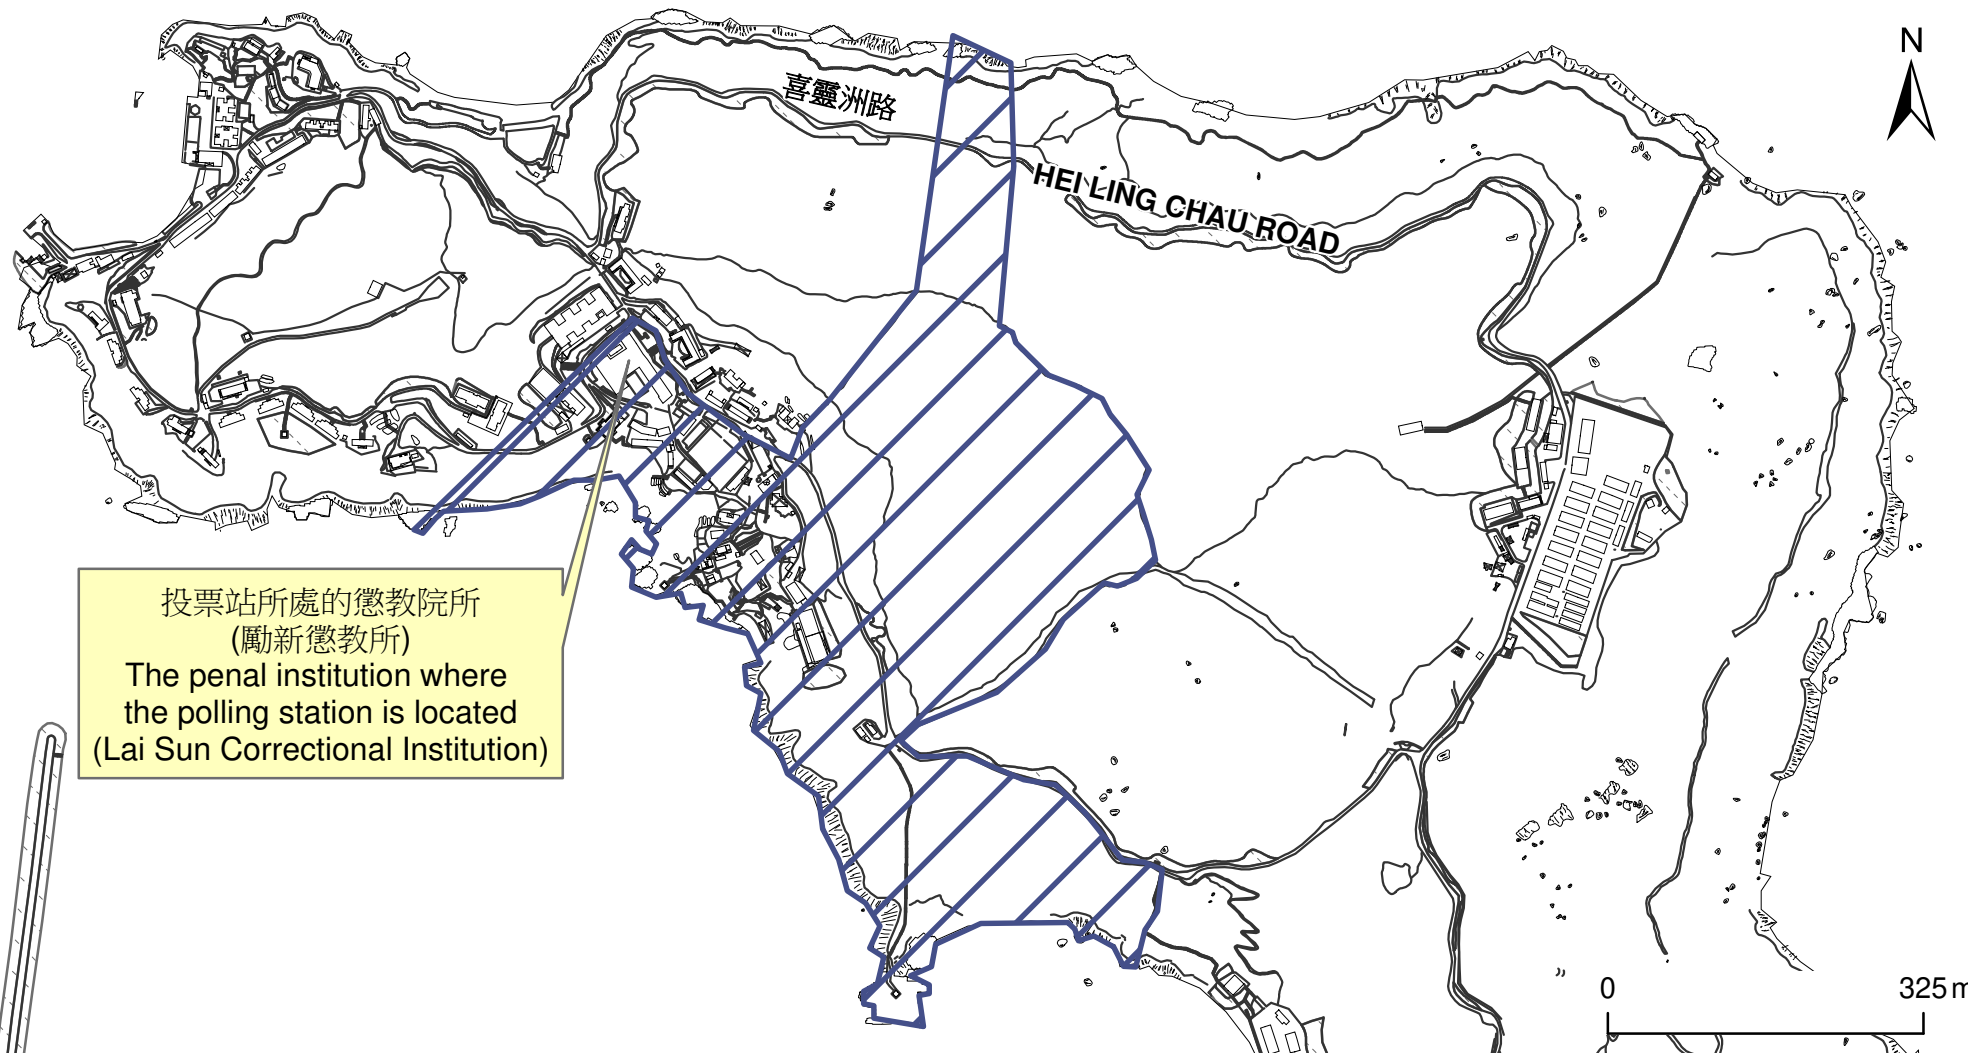 N
喜靈洲路
HEI LING CHAU ROAD
投票站所處的懲教院所
(勵新懲教所)
The penal institution where
the polling station is located
(Lai Sun Correctional Institution)
0 325 m